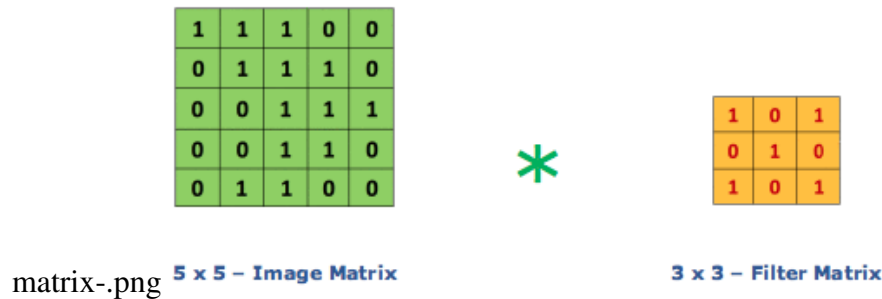 1 1 1 0 0
0 1 1 1 0
0 0 1 1 1
0 0 1 1 0
0 1 1 0 0
*
1 0 1
0 1 0
1 0 1
matrix-.png
5 x 5 – Image Matrix
3 x 3 – Filter Matrix